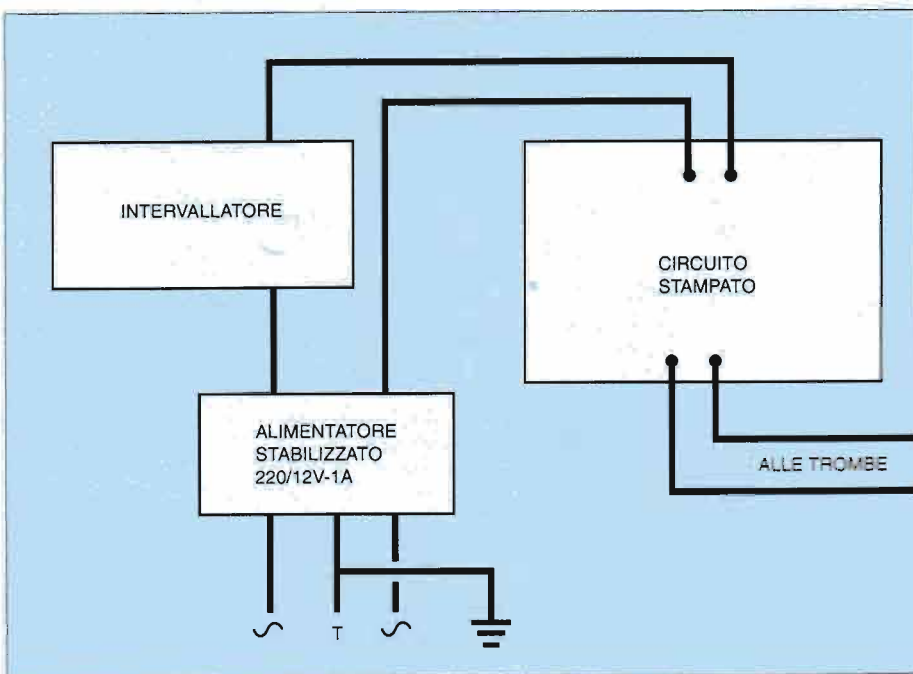 INTERVALLATORE
CIRCUITO
STAMPATO
ALIMENTATORE
STABILIZZATO
220/12V-1A
ALLE TROMBE
T